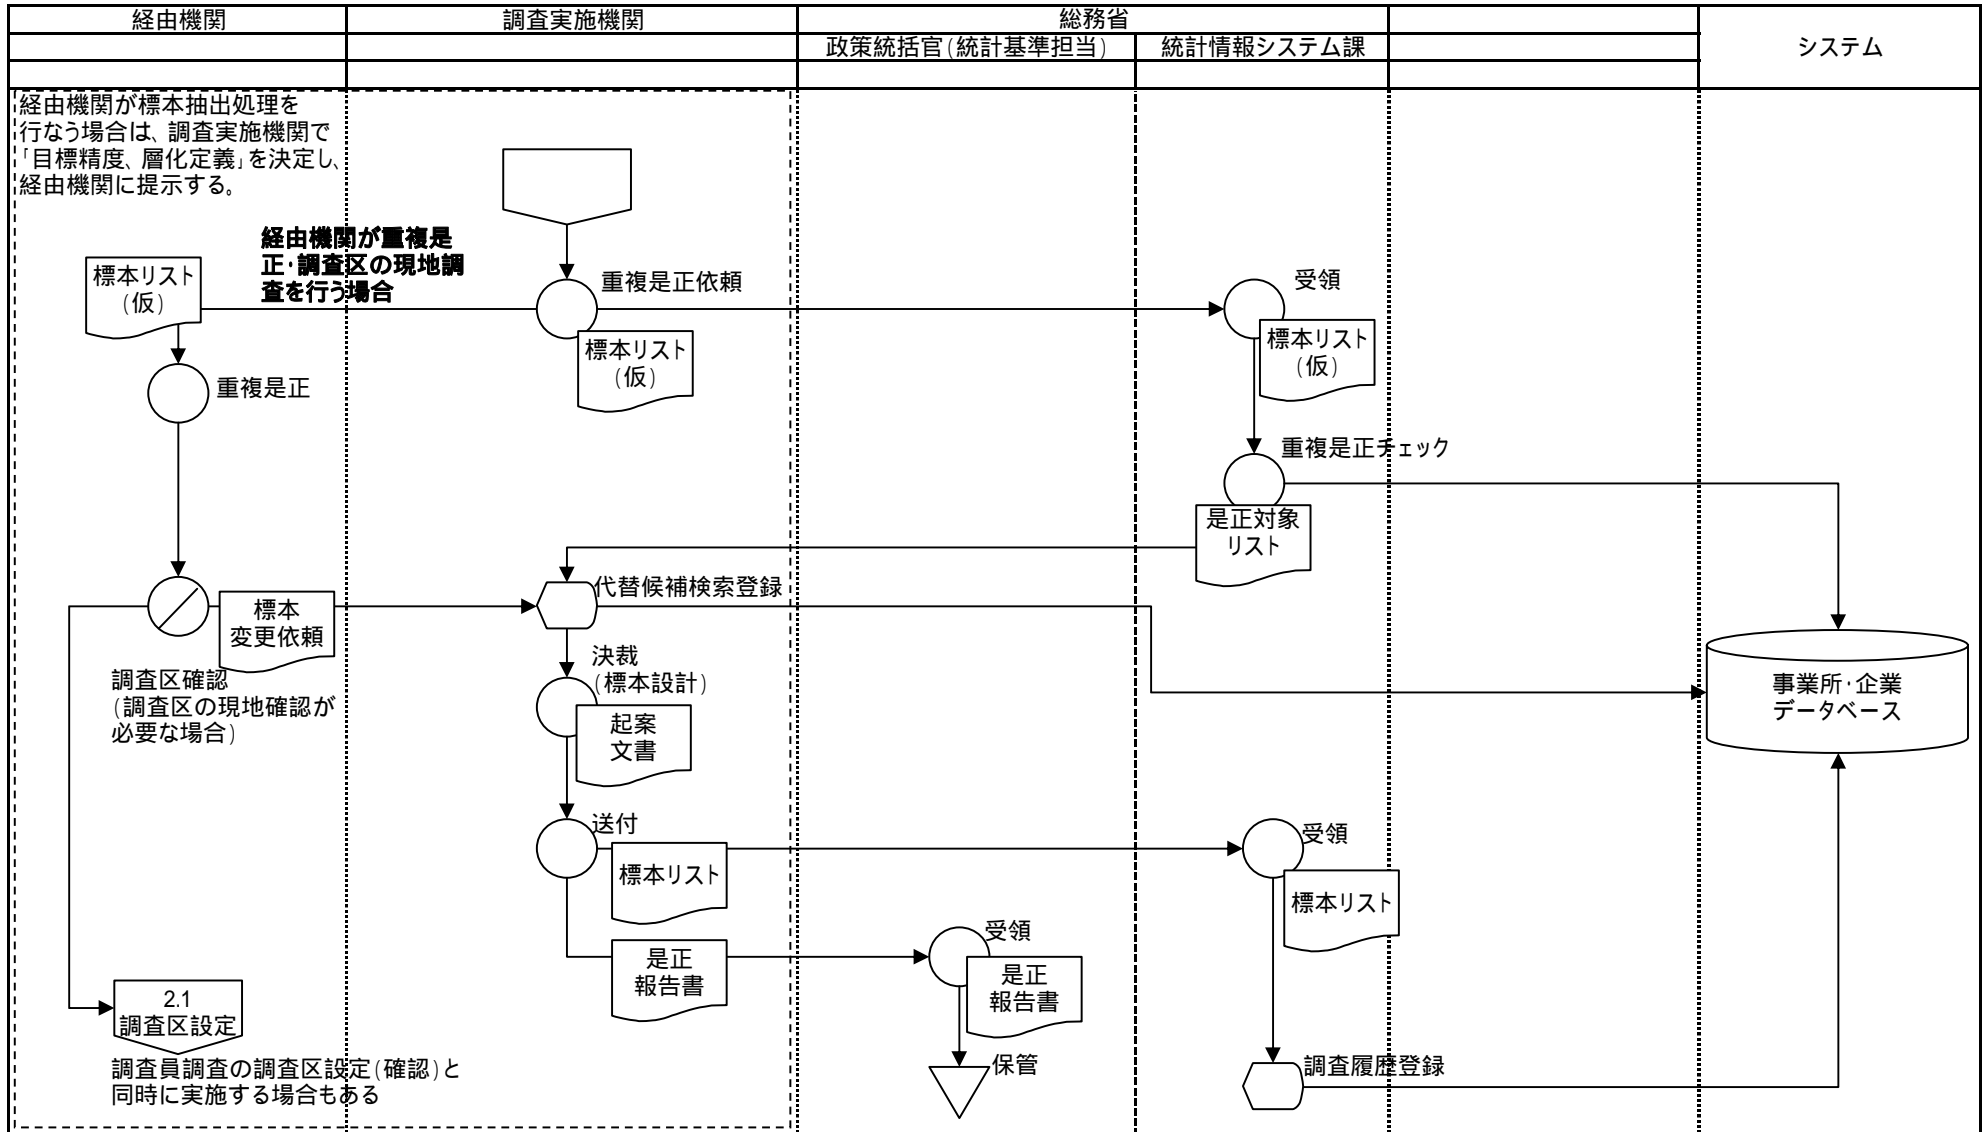 経由機関
調査実施機関
総務省
政策統括官(統計基準担当)
統計情報システム課
システム
経由機関が標本抽出処理を
行なう場合は、調査実施機関で
「目標精度、層化定義」を決定し、
経由機関に提示する。
経由機関が重複是
正・調査区の現地調
査を行う場合
標本リスト
(仮)
重複是正依頼
標本リスト
(仮)
受領
標本リスト
(仮)
重複是正
重複是正チェック
是正対象
リスト
代替候補検索登録
標本
変更依頼
調査区確認
(調査区の現地確認が
必要な場合)
決裁
(標本設計)
起案
文書
事業所・企業
データベース
送付
標本リスト
受領
標本リスト
是正
報告書
受領
是正
報告書
2.1
調査区設定
調査員調査の調査区設定(確認)と
同時に実施する場合もある
保管
調査履歴登録